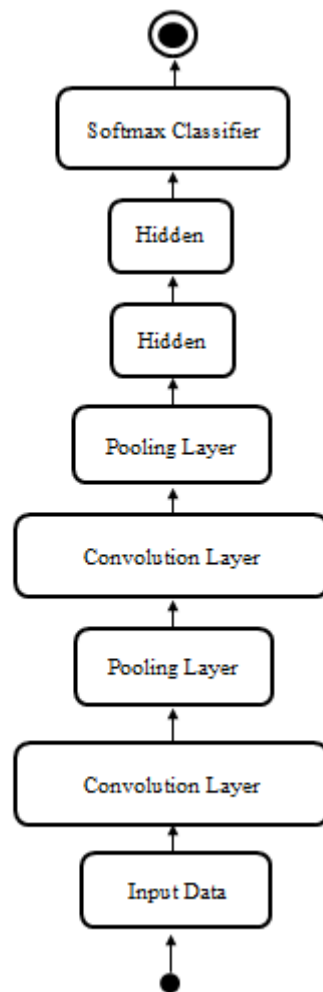 Softmax Classifier
Hidden
Hidden
Pooling Layer
Convolution Layer
Pooling Layer
Convolution Layer
Input Data